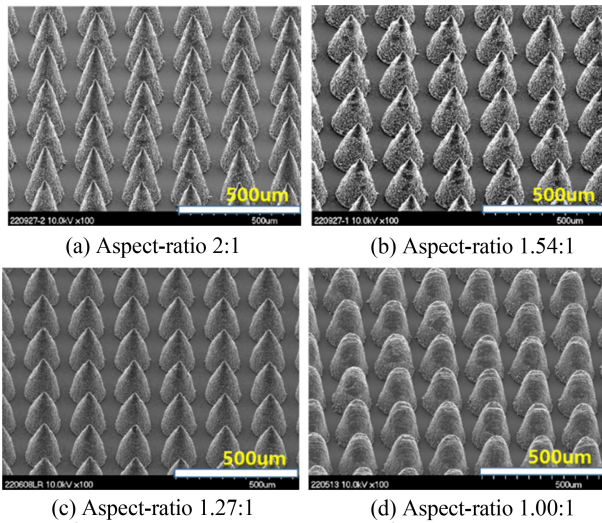 500um
220927-2 10.0kV x100 500um
(a) Aspect-ratio 2:1
500um
220927-1 10.0kV x100 500um
(b) Aspect-ratio 1.54:1
500um
220608LR 10.0kV x100 500um
(c) Aspect-ratio 1.27:1
500um
220513 10.0kV x100 500um
(d) Aspect-ratio 1.00:1